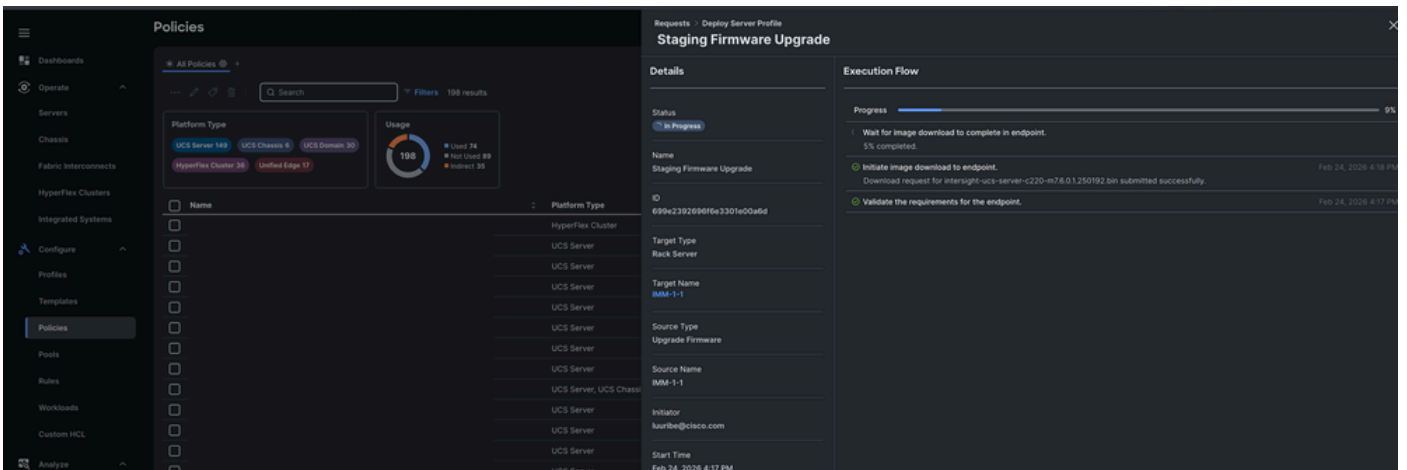 Policies
Requests > Deploy Server Profile
Staging Firmware Upgrade
Dashboards
Operate
Servers
Chassis
Fabric Interconnects
HyperFlex Clusters
Integrated Systems
Configure
Profiles
Templates
Policies
Pools
Rules
Workloads
Custom HCL
Analyze
All Policies
+
Search
Filters 198 results
Platform Type
UCS Server 149 UCS Chassis 6 UCS Domain 30
HyperFlex Cluster 36 Unified Edge 17
Usage
198
Used 74
Not Used 89
Indirect 35
Name Platform Type
HyperFlex Cluster
UCS Server
UCS Server
UCS Server
UCS Server
UCS Server
UCS Server
UCS Server
UCS Server, UCS Chassi
UCS Server
UCS Server
UCS Server
Details
Status
In Progress
Name
Staging Firmware Upgrade
ID
699e2392696f6e3301e00a6d
Target Type
Rack Server
Target Name
IMM-1-1
Source Type
Upgrade Firmware
Source Name
IMM-1-1
Initiator
luuribe@cisco.com
Start Time
Feb 24, 2026 4:17 PM
Execution Flow
Progress 9%
Wait for image download to complete in endpoint.
5% completed.
Initiate image download to endpoint. Feb 24, 2026 4:18 PM
Download request for intersight-ucs-server-c220-m7.6.0.1.250192.bin submitted successfully.
Validate the requirements for the endpoint. Feb 24, 2026 4:17 PM